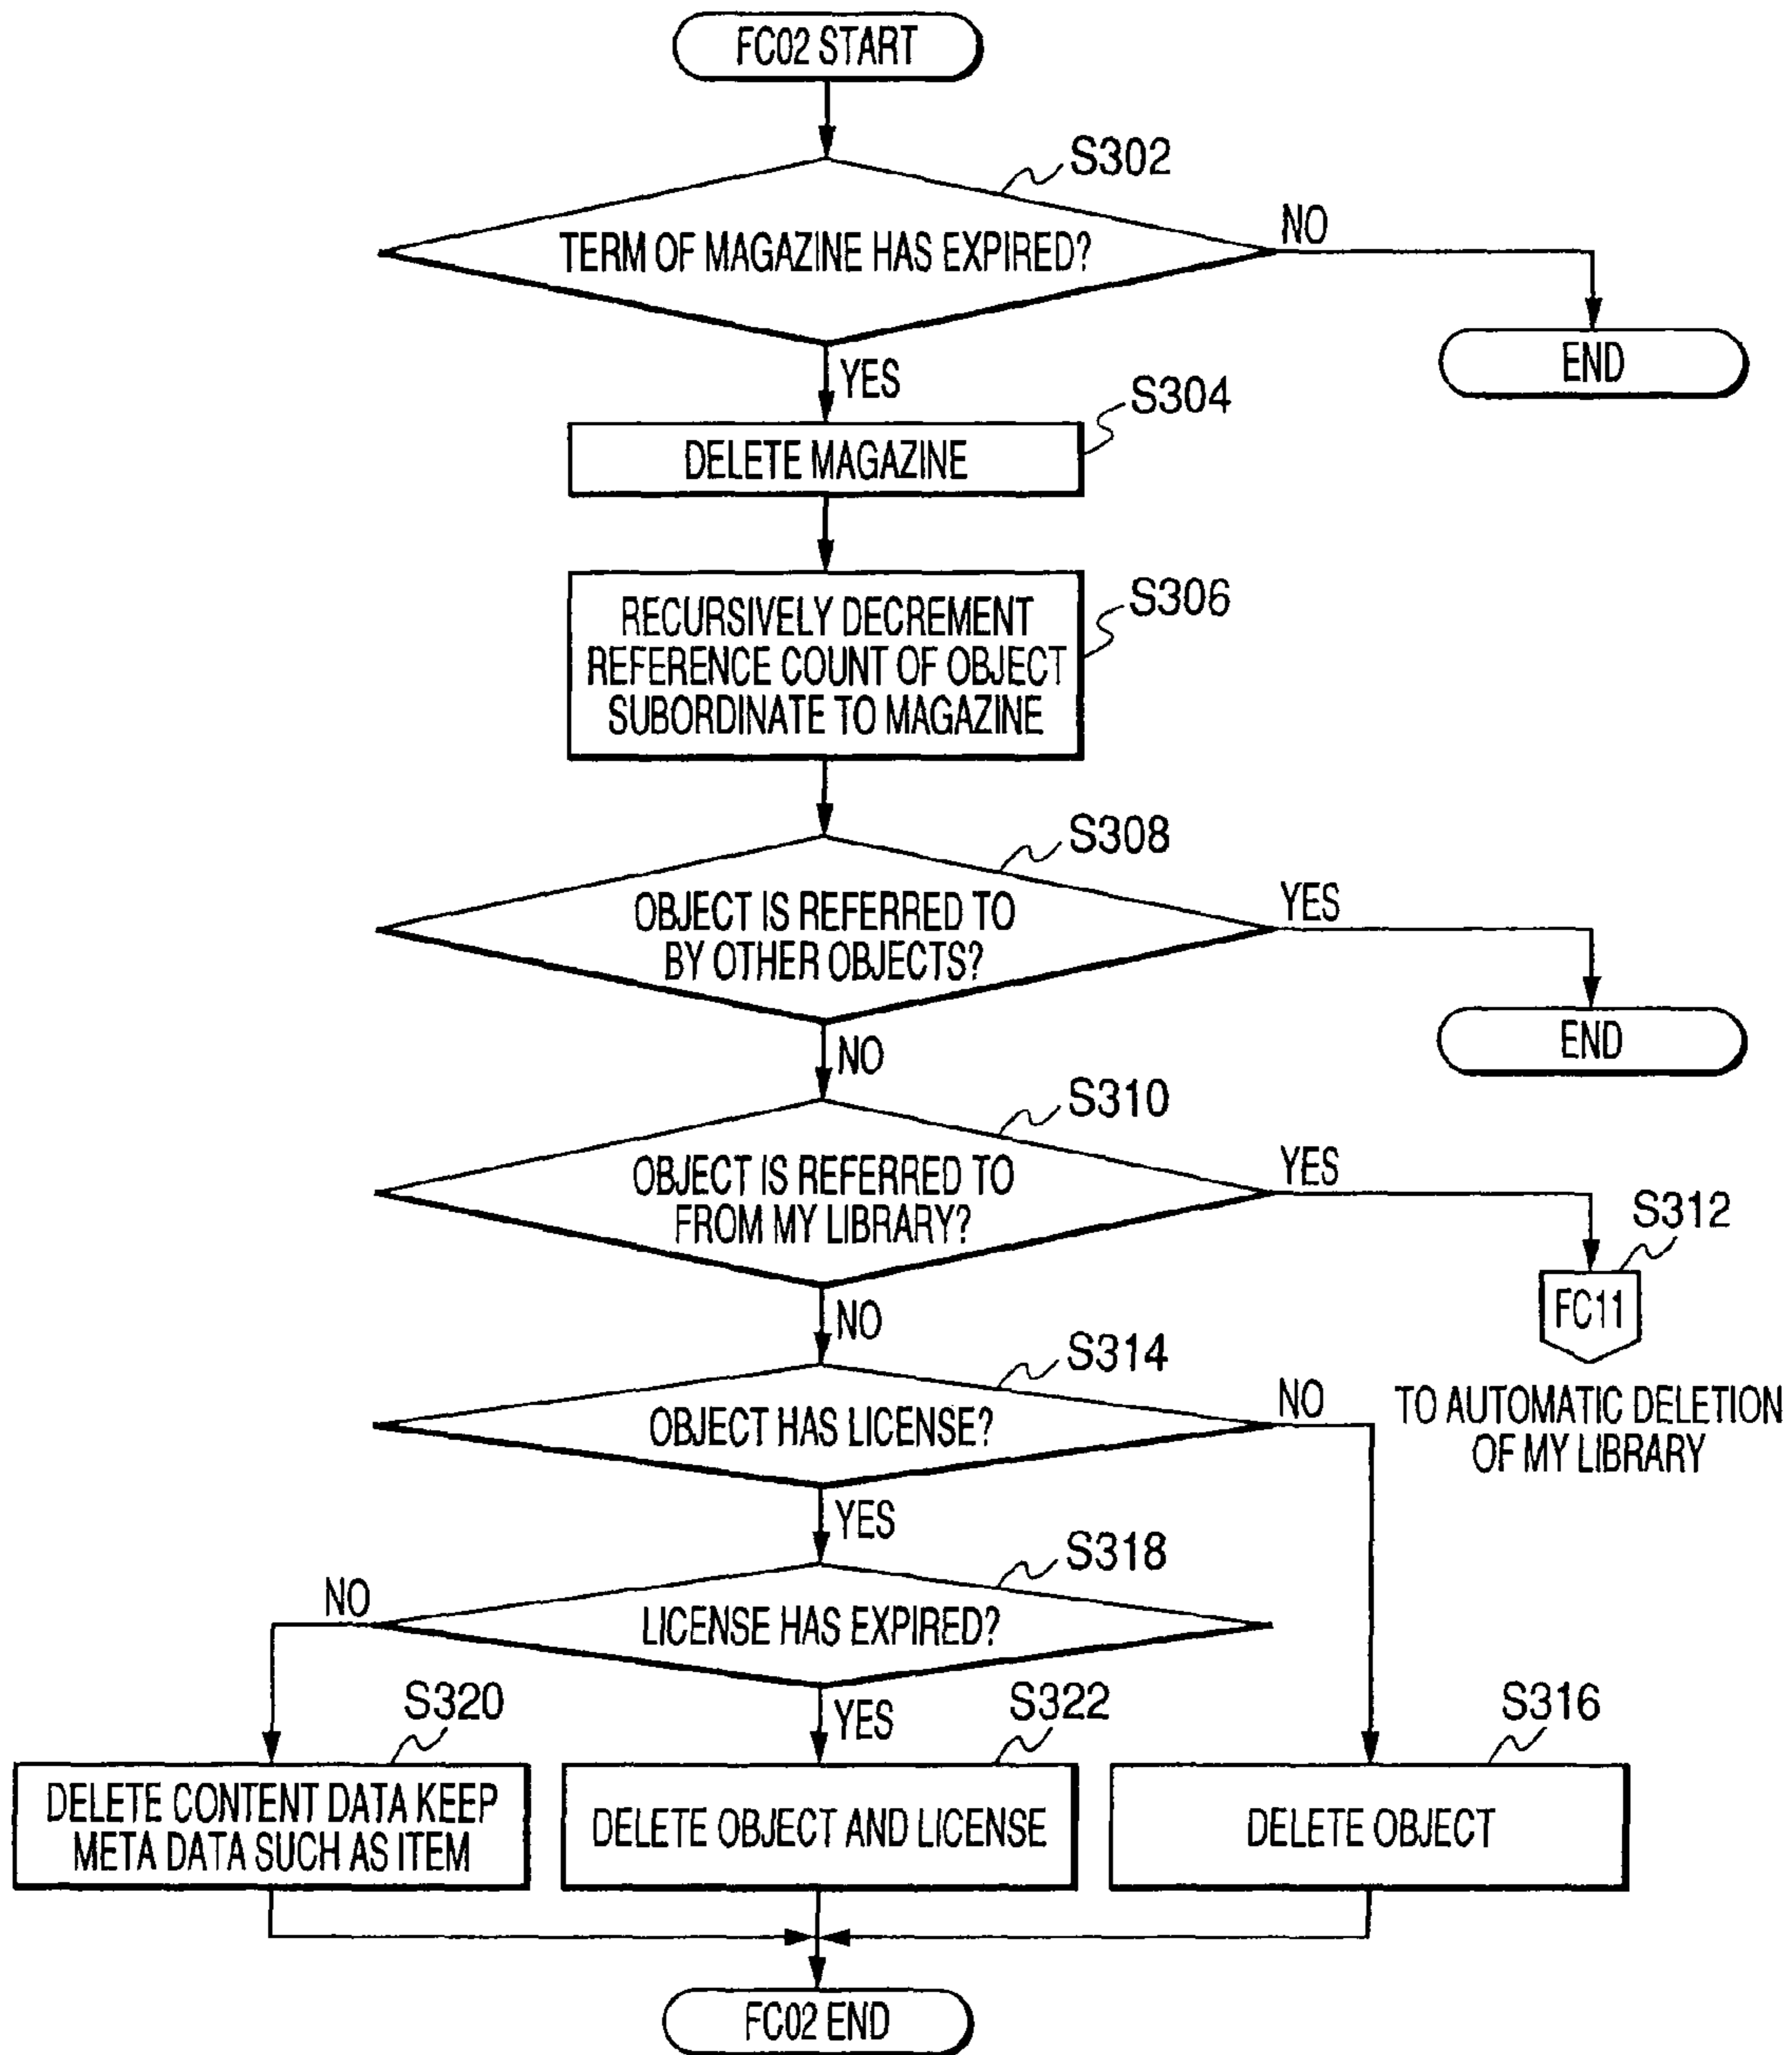 FC02 START
S302
TERM OF MAGAZINE HAS EXPIRED?
NO
END
YES
S304
DELETE MAGAZINE
S306
RECURSIVELY DECREMENT
REFERENCE COUNT OF OBJECT
SUBORDINATE TO MAGAZINE
S308
OBJECT IS REFERRED TO
BY OTHER OBJECTS?
YES
END
NO
S310
OBJECT IS REFERRED TO
FROM MY LIBRARY?
YES
S312
FC11
TO AUTOMATIC DELETION
OF MY LIBRARY
NO
S314
OBJECT HAS LICENSE?
NO
YES
S318
LICENSE HAS EXPIRED?
NO
YES
S320
DELETE CONTENT DATA KEEP
META DATA SUCH AS ITEM
S322
DELETE OBJECT AND LICENSE
S316
DELETE OBJECT
FC02 END